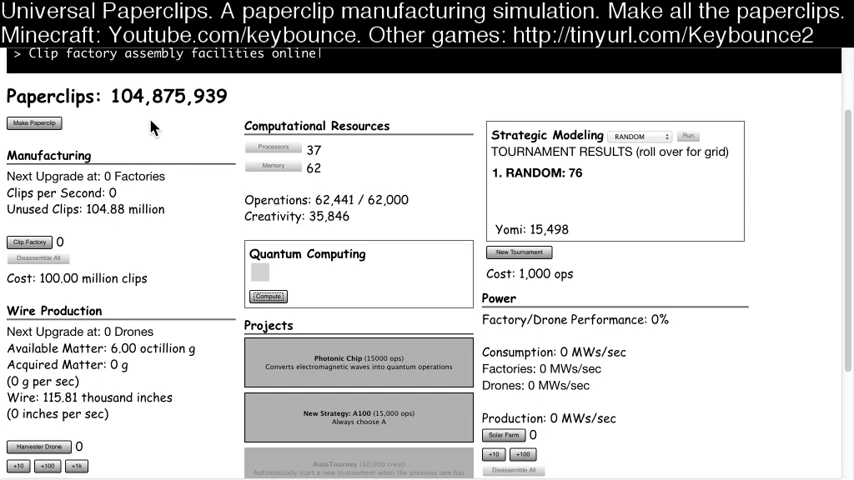 Universal Paperclips. A paperclip manufacturing simulation. Make all the paperclips.
Minecraft: Youtube.com/keybounce. Other games: http://tinyurl.com/Keybounce2
> Clip factory assembly facilities online|
Paperclips: 104,875,939
Make Paperclip
Manufacturing
Next Upgrade at: 0 Factories
Clips per Second: 0
Unused Clips: 104.88 million
Clip Factory 0
Disassemble All
Cost: 100.00 million clips
Wire Production
Next Upgrade at: 0 Drones
Available Matter: 6.00 octillion g
Acquired Matter: 0 g
(0 g per sec)
Wire: 115.81 thousand inches
(0 inches per sec)
Harvester Drone 0
+10 +100 +1k
Computational Resources
Processors 37
Memory 62
Operations: 62,441 / 62,000
Creativity: 35,846
Quantum Computing
Compute
Projects
Photonic Chip (15000 ops)
Converts electromagnetic waves into quantum operations
New Strategy: A100 (15,000 ops)
Always choose A
AutoTourney (50,000 creat)
Automatically start a new tournament when the previous one has
Strategic Modeling RANDOM Run
TOURNAMENT RESULTS (roll over for grid)
1. RANDOM: 76
Yomi: 15,498
New Tournament
Cost: 1,000 ops
Power
Factory/Drone Performance: 0%
Consumption: 0 MWs/sec
Factories: 0 MWs/sec
Drones: 0 MWs/sec
Production: 0 MWs/sec
Solar Farm 0
+10 +100
Disassemble All